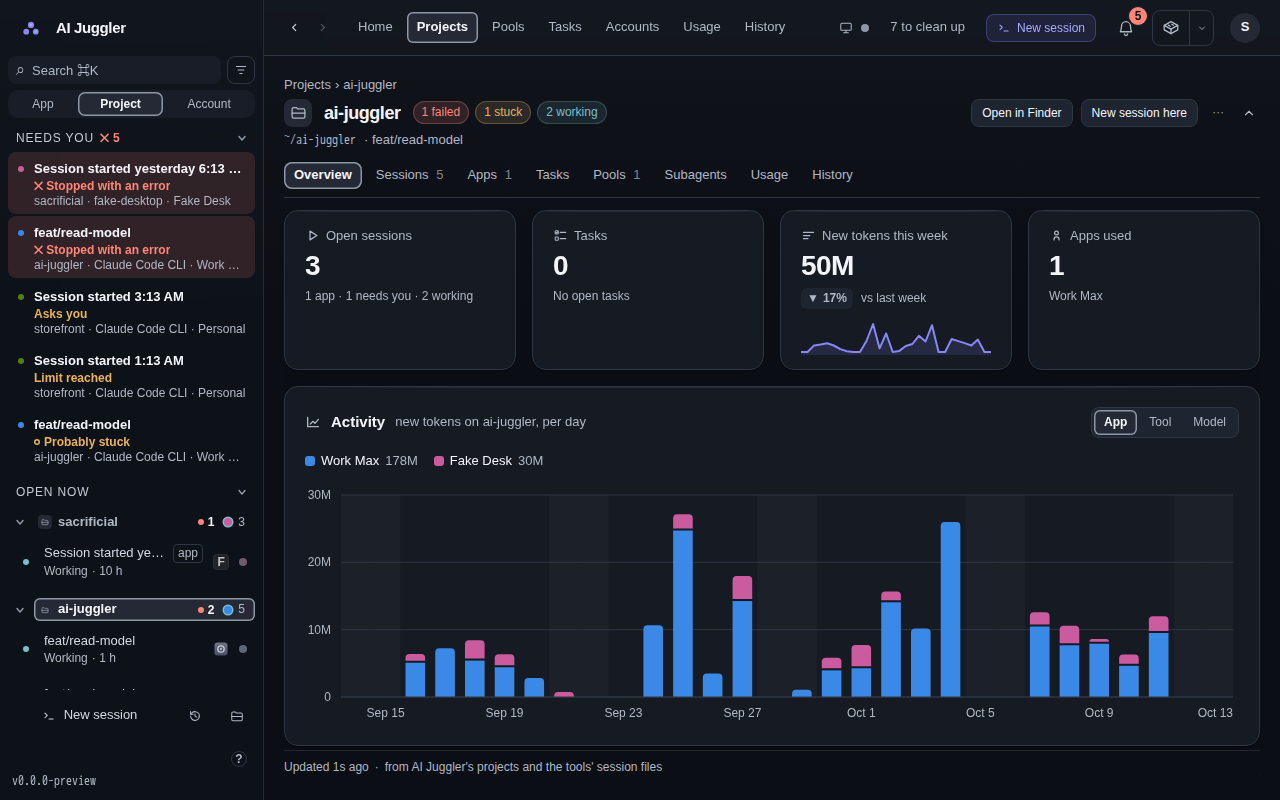 AI Juggler
Search ⌘K
App Project Account
NEEDS YOU 5
Session started yesterday 6:13 …
Stopped with an error
sacrificial · fake-desktop · Fake Desk
feat/read-model
Stopped with an error
ai-juggler · Claude Code CLI · Work …
Session started 3:13 AM
Asks you
storefront · Claude Code CLI · Personal
Session started 1:13 AM
Limit reached
storefront · Claude Code CLI · Personal
feat/read-model
Probably stuck
ai-juggler · Claude Code CLI · Work …
OPEN NOW
sacrificial 1 3
Session started ye… app F
Working · 10 h
ai-juggler 2 5
feat/read-model
Working · 1 h
New session
?
v0.0.0-preview
Home Projects Pools Tasks Accounts Usage History
7 to clean up New session 5 S
Projects › ai-juggler
ai-juggler 1 failed 1 stuck 2 working
Open in Finder New session here …
~/ai-juggler · feat/read-model
Overview Sessions 5 Apps 1 Tasks Pools 1 Subagents Usage History
Open sessions
3
1 app · 1 needs you · 2 working
Tasks
0
No open tasks
New tokens this week
50M
▼ 17% vs last week
Apps used
1
Work Max
Activity new tokens on ai-juggler, per day
App Tool Model
Work Max 178M Fake Desk 30M
30M
20M
10M
0
Sep 15 Sep 19 Sep 23 Sep 27 Oct 1 Oct 5 Oct 9 Oct 13
Updated 1s ago · from AI Juggler's projects and the tools' session files